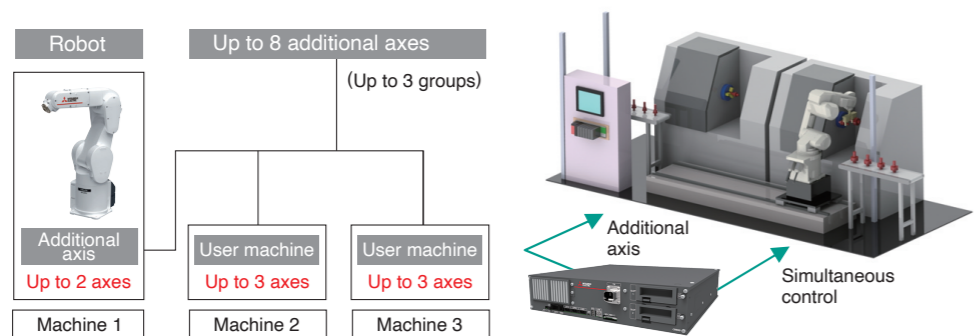 Robot
Up to 8 additional axes
(Up to 3 groups)
Additional
axis
Up to 2 axes
User machine
Up to 3 axes
User machine
Up to 3 axes
Machine 1
Machine 2
Machine 3
Additional
axis
Simultaneous
control